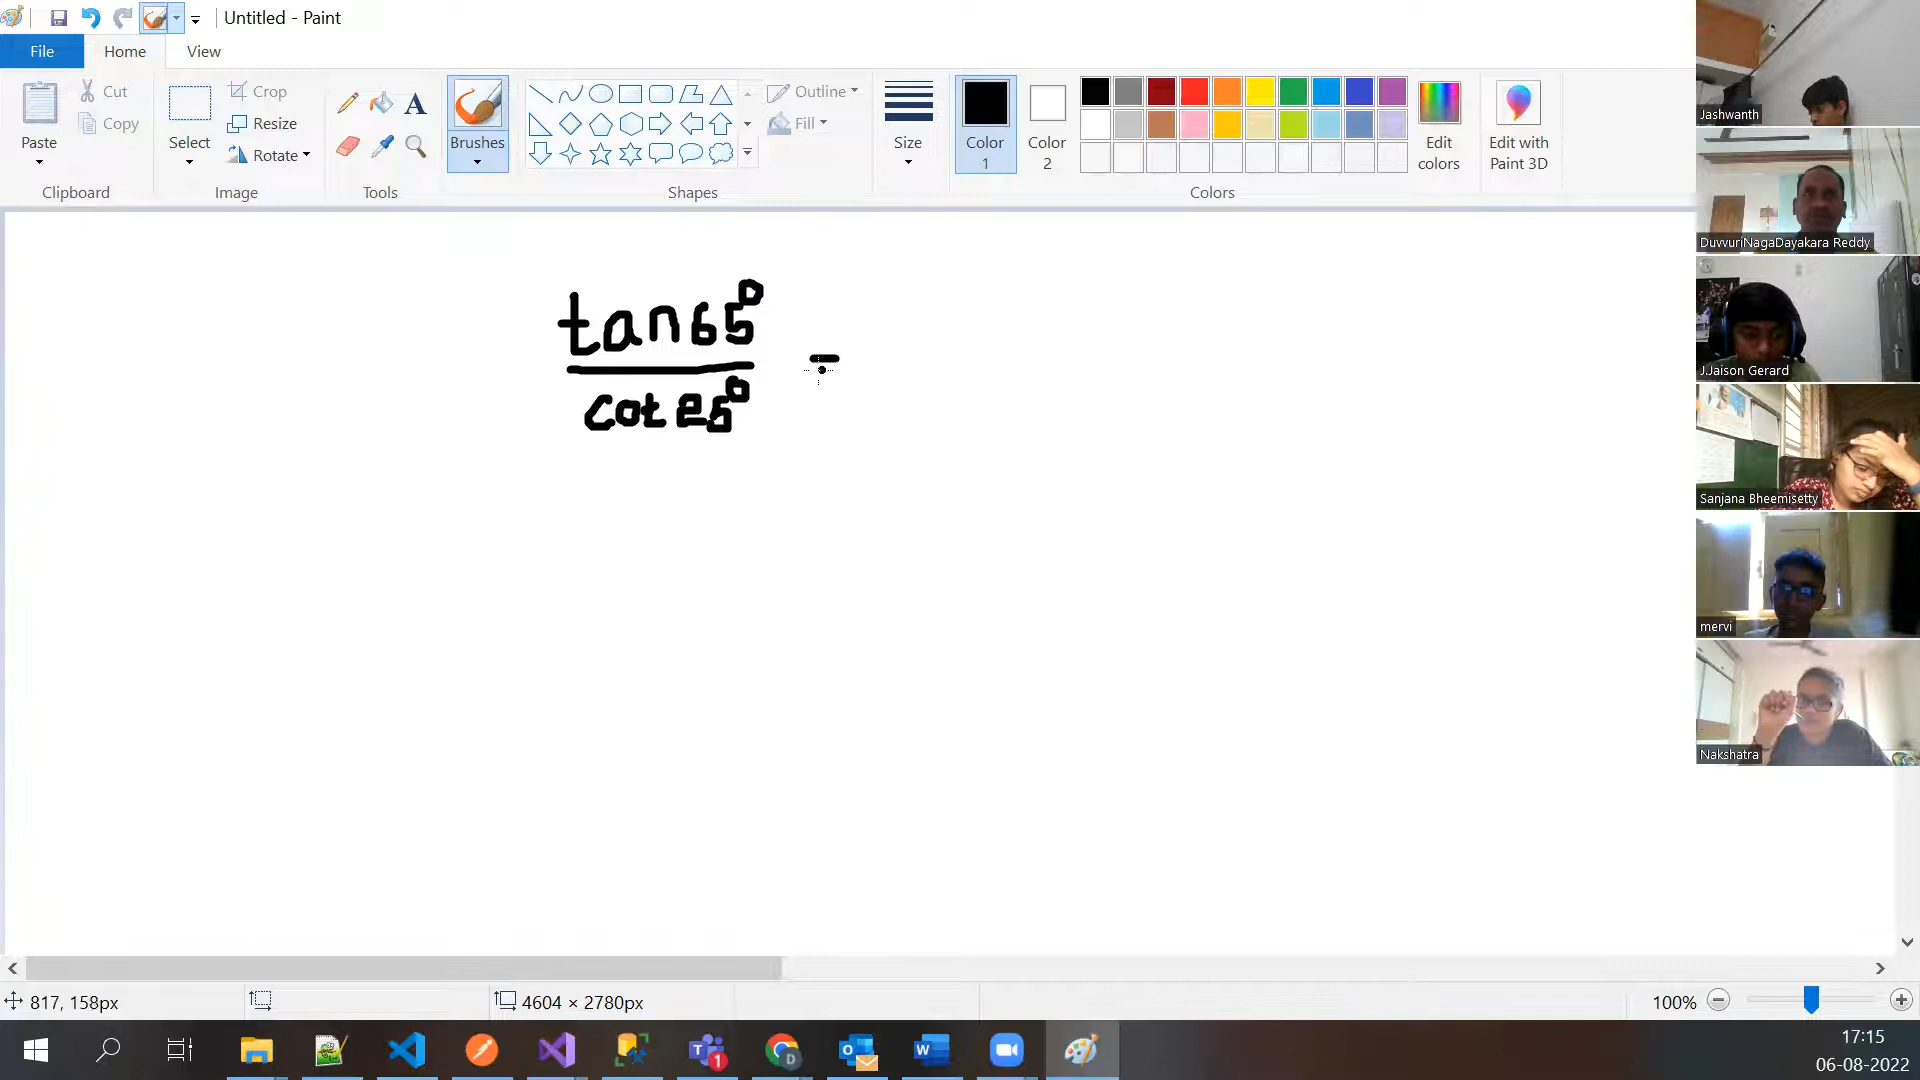 Untitled - Paint
File Home View
Paste Cut Copy Select Crop Resize Rotate Brushes Outline Fill Size Color 1 Color 2 Edit colors Edit with Paint 3D
Clipboard Image Tools Shapes Colors
tan65°
cot25°
=
Jashwanth
DuvvuriNagaDayakara Reddy
J.Jaison Gerard
Sanjana Bheemisetty
mervi
Nakshatra
817, 158px 4604 × 2780px 100%
17:15
06-08-2022